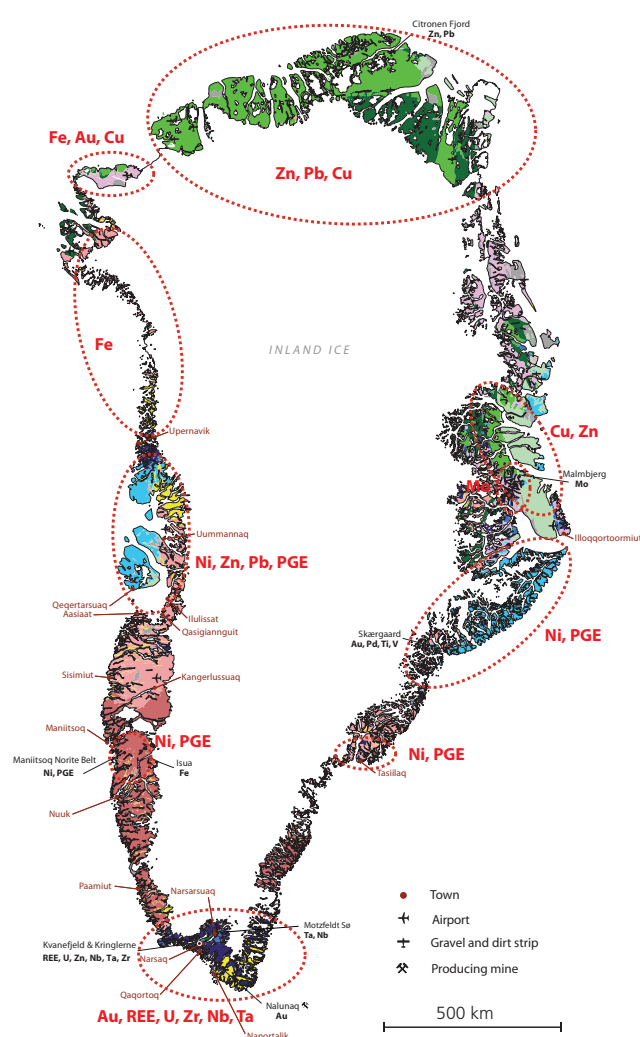 Citronen Fjord
Zn, Pb
Fe, Au, Cu
Zn, Pb, Cu
Fe
INLAND ICE
Upernavik
Cu, Zn
Malmbjerg
Mo
Mo
Uummannaq
Illoqqortoormiut
Ni, Zn, Pb, PGE
Qeqertarsuaq
Aasiaat
Ilulissat
Qasigiannguit
Skærgaard
Au, Pd, Ti, V
Ni, PGE
Sisimiut
Kangerlussuaq
Maniitsoq
Ni, PGE
Maniitsoq Norite Belt
Ni, PGE
Isua
Fe
Ni, PGE
Tasiilaq
Nuuk
Paamiut
Narsarsuaq
Motzfeldt Sø
Ta, Nb
Kvanefjeld & Kringlerne
REE, U, Zn, Nb, Ta, Zr
Narsaq
Qaqortoq
Nalunaq
Au
Au, REE, U, Zr, Nb, Ta
Nanortalik
Town
Airport
Gravel and dirt strip
Producing mine
500 km